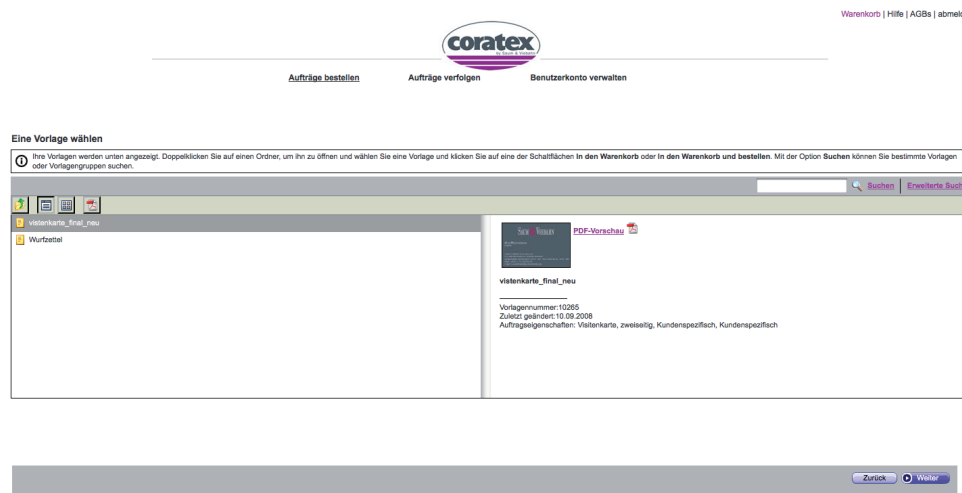 Warenkorb | Hilfe | AGBs | abmeld
coratex
Aufträge bestellen Aufträge verfolgen Benutzerkonto verwalten
Eine Vorlage wählen
Ihre Vorlagen werden unten angezeigt. Doppelklicken Sie auf einen Ordner, um ihn zu öffnen und wählen Sie eine Vorlage und klicken Sie auf eine der Schaltflächen In den Warenkorb oder In den Warenkorb und bestellen. Mit der Option Suchen können Sie bestimmte Vorlagen
oder Vorlagengruppen suchen.
Suchen Erweiterte Such
vistenkarte_final_neu
Wurfzettel
PDF-Vorschau
vistenkarte_final_neu
Vorlagennummer:10265
Zuletzt geändert:10.09.2008
Auftragseigenschaften: Visitenkarte, zweiseitig, Kundenspezifisch, Kundenspezifisch
Zurück Weiter